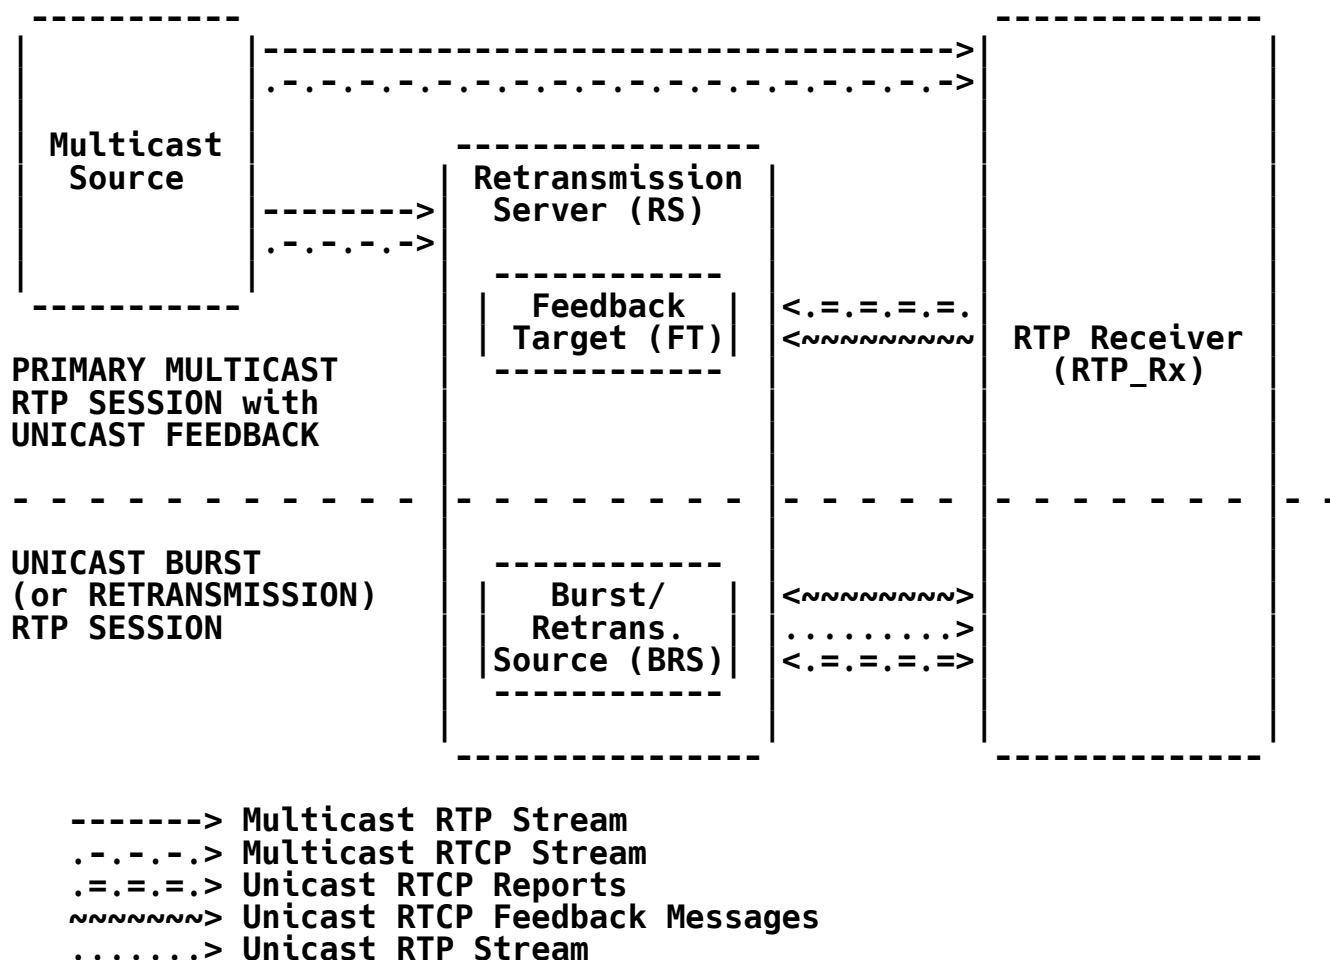 Multicast
Source
Retransmission
Server (RS)
Feedback
Target (FT)
RTP Receiver
(RTP_Rx)
PRIMARY MULTICAST
RTP SESSION with
UNICAST FEEDBACK
UNICAST BURST
(or RETRANSMISSION)
RTP SESSION
Burst/
Retrans.
Source (BRS)
-------> Multicast RTP Stream
.-.-.-.> Multicast RTCP Stream
.=.=.=.> Unicast RTCP Reports
~~~~~~~> Unicast RTCP Feedback Messages
.......> Unicast RTP Stream